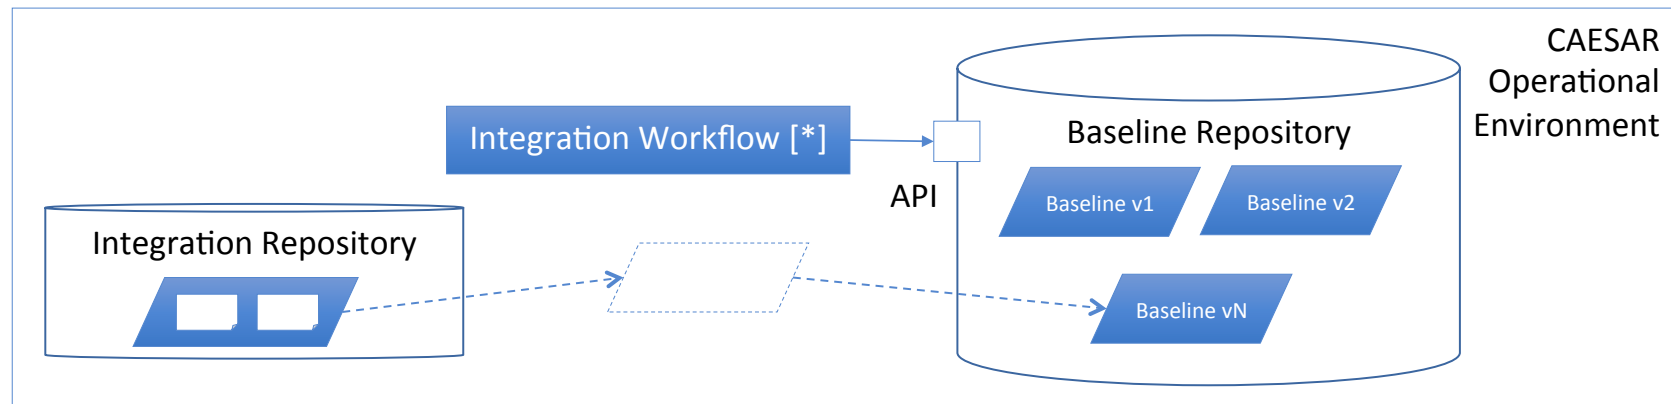 CAESAR
Operational
Environment
Integration Workflow [*]
API
Baseline Repository
Baseline v1
Baseline v2
Baseline vN
Integration Repository